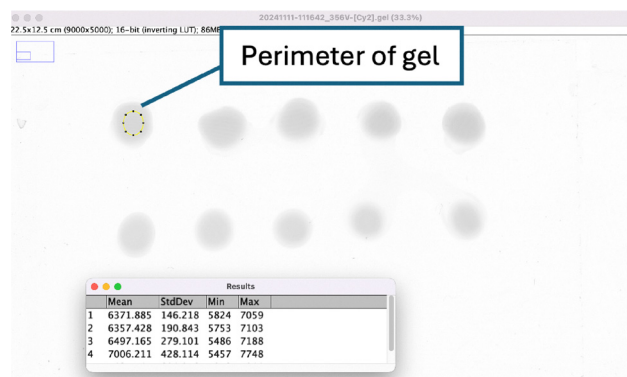 20241111-116642_356V-[Cy2].gel (33.3%)
22.5x12.5 cm (9000x5000); 16-bit (inverting LUT); 86M
Perimeter of gel
Results
Mean StdDev Min Max
1 6371.885 146.218 5824 7059
2 6357.428 190.843 5753 7103
3 6497.165 279.101 5486 7188
4 7006.211 428.114 5457 7748